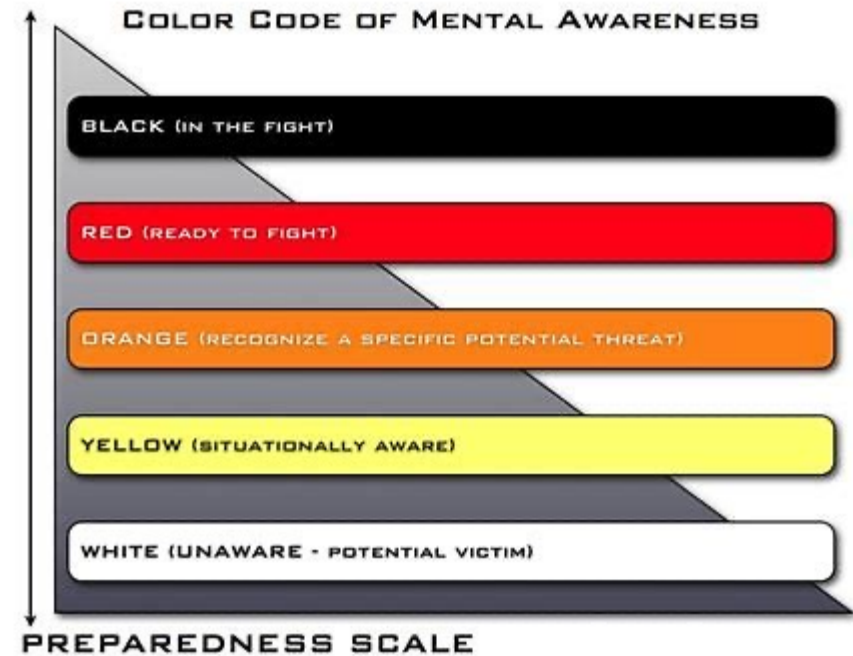 COLOR CODE OF MENTAL AWARENESS
BLACK (IN THE FIGHT)
RED (READY TO FIGHT)
ORANGE (RECOGNIZE A SPECIFIC POTENTIAL THREAT)
YELLOW (SITUATIONALLY AWARE)
WHITE (UNAWARE - POTENTIAL VICTIM)
PREPAREDNESS SCALE